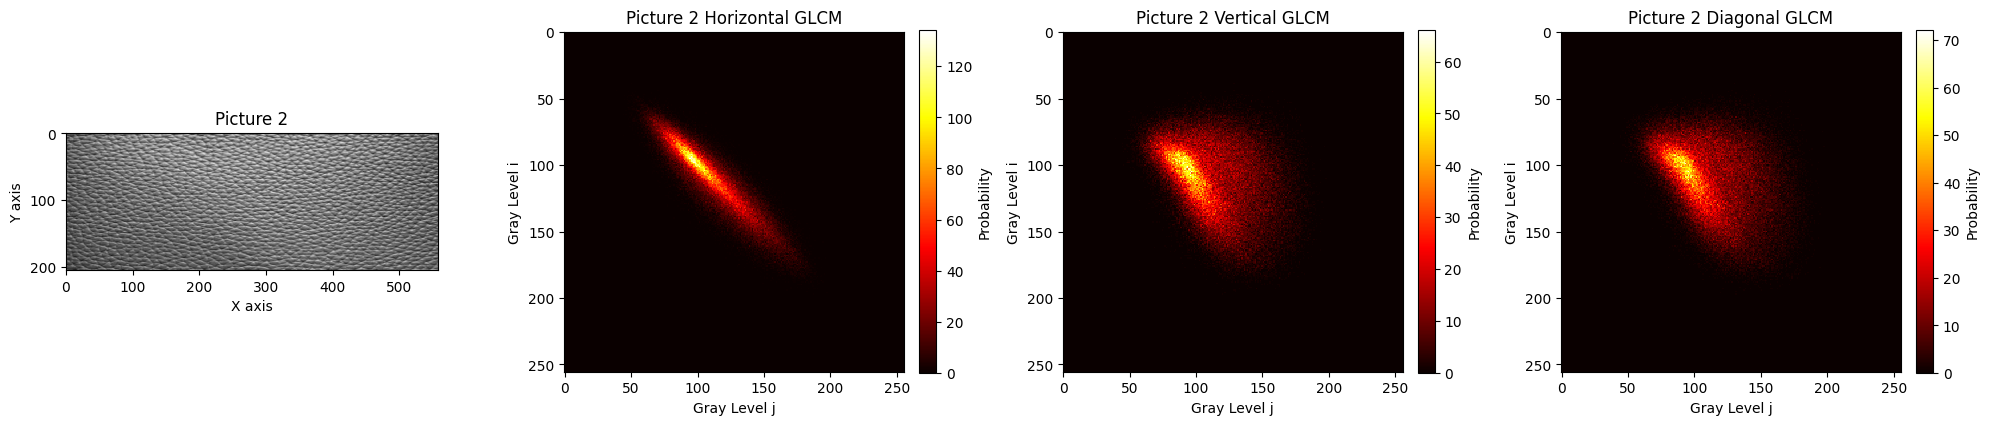 Picture 2
0
100
200
Y axis
0 100 200 300 400 500
X axis
Picture 2 Horizontal GLCM
0
50
100
150
200
250
Gray Level i
0 50 100 150 200 250
Gray Level j
120
100
80
60
40
20
0
Probability
Picture 2 Vertical GLCM
0
50
100
150
200
250
Gray Level i
0 50 100 150 200 250
Gray Level j
60
50
40
30
20
10
0
Probability
Picture 2 Diagonal GLCM
0
50
100
150
200
250
Gray Level i
0 50 100 150 200 250
Gray Level j
70
60
50
40
30
20
10
0
Probability